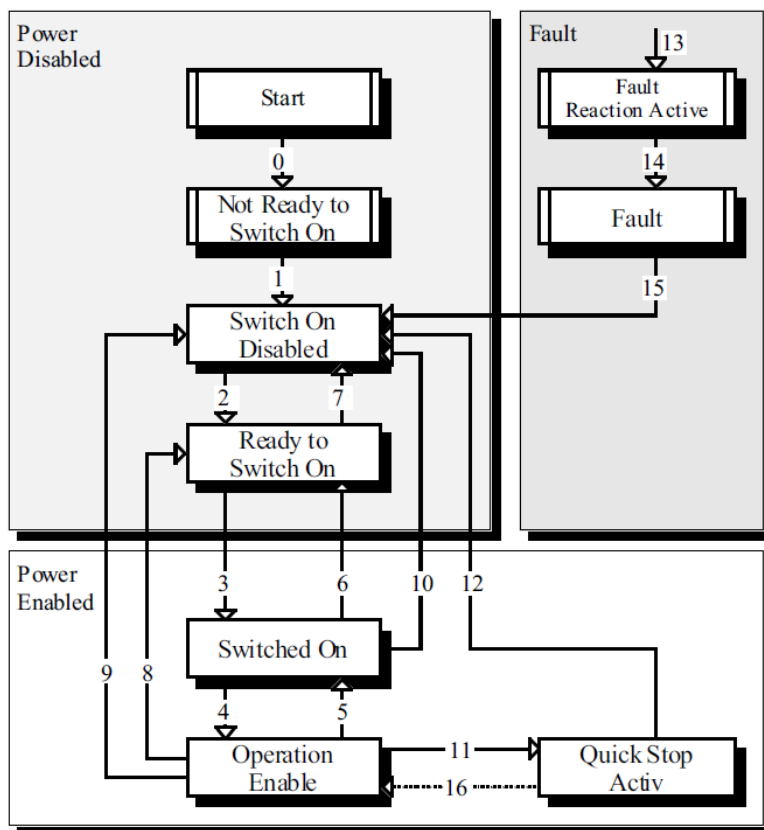 Power
Disabled
Start
0
Not Ready to
Switch On
1
Switch On
Disabled
2
7
Ready to
Switch On
Fault
13
Fault
Reaction Active
14
Fault
15
Power
Enabled
3
6
10
12
Switched On
9
8
4
5
Operation
Enable
11
16
Quick Stop
Activ